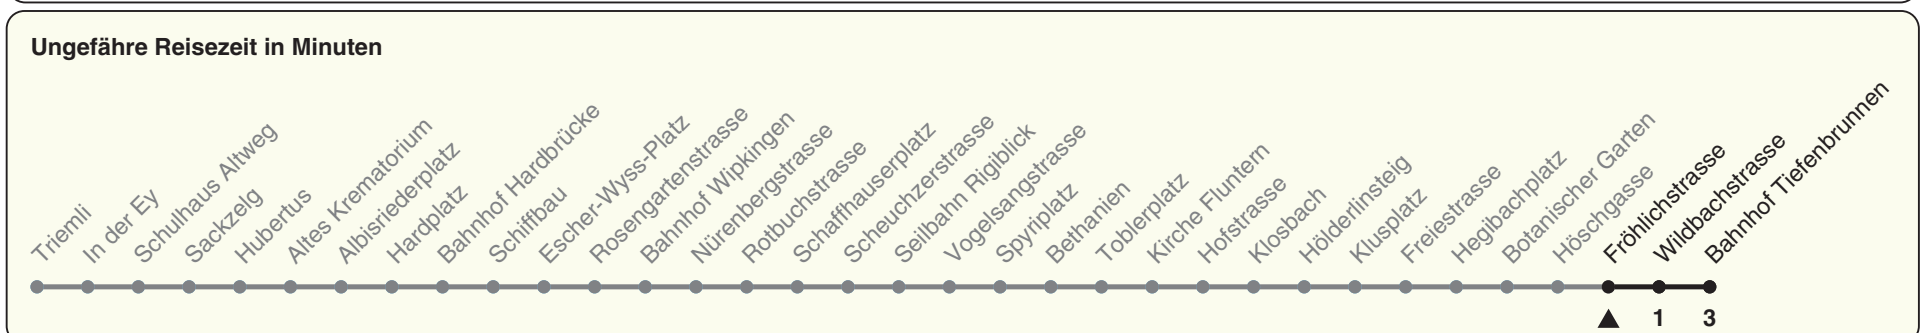 Ungefähre Reisezeit in Minuten
Triemli
In der Ey
Schulhaus Altweg
Sackzelg
Hubertus
Altes Krematorium
Albisriederplatz
Hardplatz
Bahnhof Hardbrücke
Schiffbau
Escher-Wyss-Platz
Rosengartenstrasse
Bahnhof Wipkingen
Nürenbergstrasse
Rotbuchstrasse
Schaffhauserplatz
Scheuchzerstrasse
Seilbahn Rigiblick
Vogelsangstrasse
Spyriplatz
Bethanien
Toblerplatz
Kirche Fluntern
Hofstrasse
Klosbach
Hölderlinsteig
Klusplatz
Freiestrasse
Hegibachplatz
Botanischer Garten
Höschgasse
Fröhlichstrasse
Wildbachstrasse
Bahnhof Tiefenbrunnen
1 3